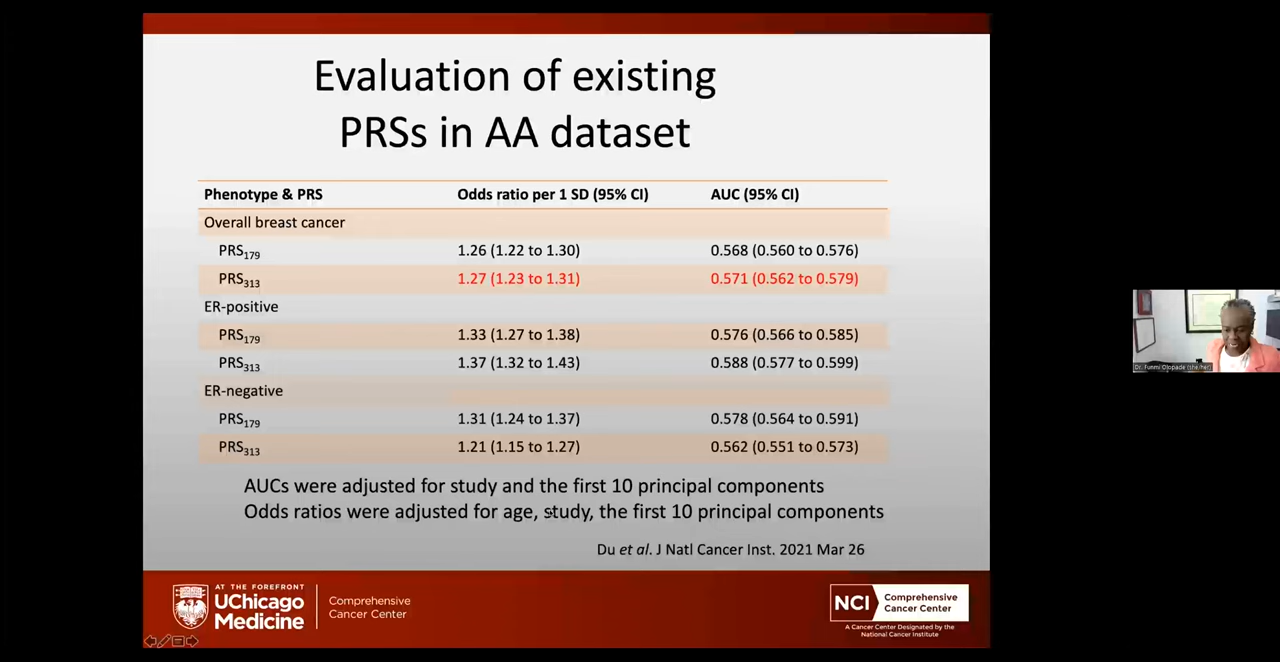 Evaluation of existing
PRSs in AA dataset
Phenotype & PRS Odds ratio per 1 SD (95% CI) AUC (95% CI)
Overall breast cancer
PRS179 1.26 (1.22 to 1.30) 0.568 (0.560 to 0.576)
PRS313 1.27 (1.23 to 1.31) 0.571 (0.562 to 0.579)
ER-positive
PRS179 1.33 (1.27 to 1.38) 0.576 (0.566 to 0.585)
PRS313 1.37 (1.32 to 1.43) 0.588 (0.577 to 0.599)
ER-negative
PRS179 1.31 (1.24 to 1.37) 0.578 (0.564 to 0.591)
PRS313 1.21 (1.15 to 1.27) 0.562 (0.551 to 0.573)
AUCs were adjusted for study and the first 10 principal components
Odds ratios were adjusted for age, study, the first 10 principal components
Du et al. J Natl Cancer Inst. 2021 Mar 26
AT THE FOREFRONT
UChicago
Medicine
Comprehensive
Cancer Center
NCI
Comprehensive
Cancer Center
A Cancer Center Designated by the
National Cancer Institute
Dr. Funmi Olopade (she/her)